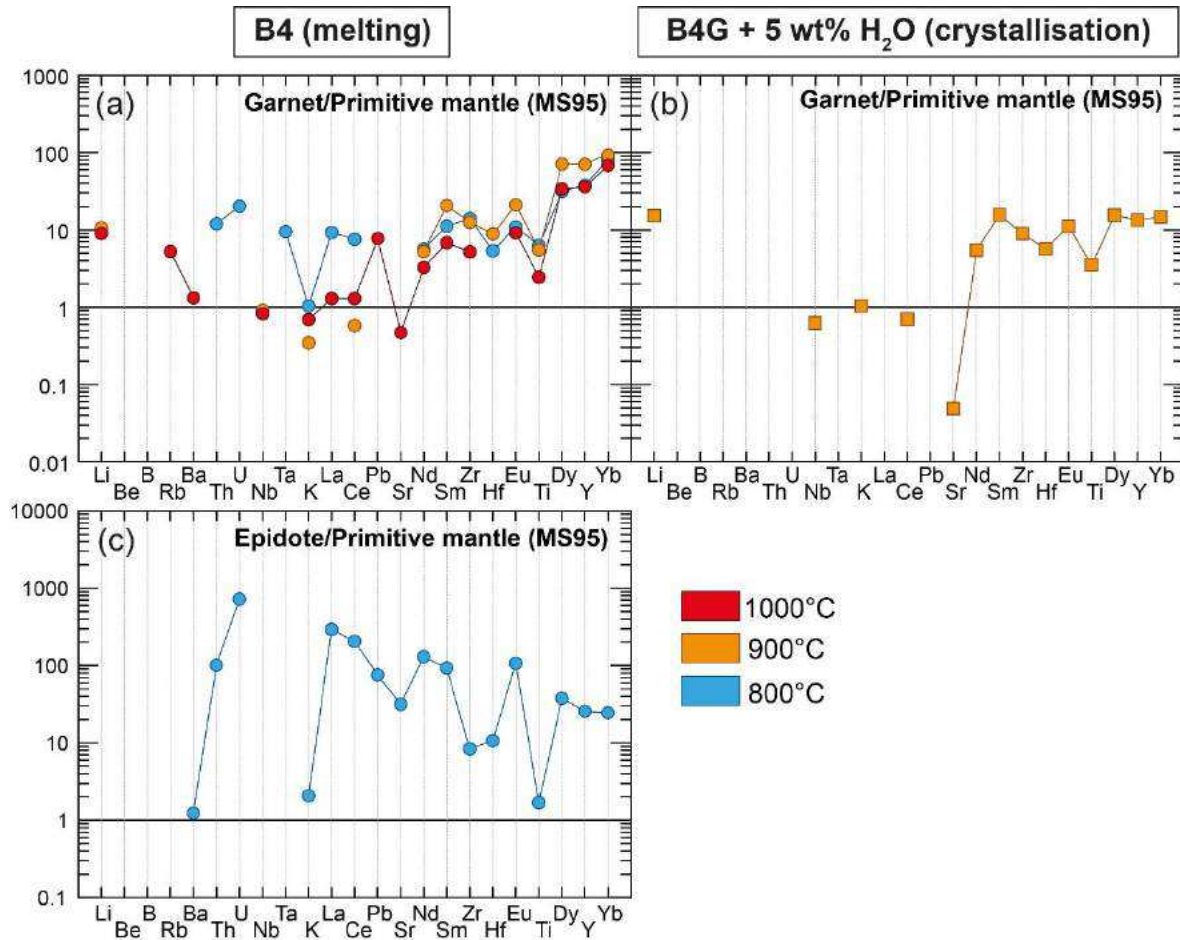 B4 (melting)
B4G + 5 wt% H₂O (crystallisation)
(a)
Garnet/Primitive mantle (MS95)
1000
100
10
1
0.1
0.01
Li Be B Rb Ba Th U Nb Ta K La Ce Pb Sr Nd Sm Zr Hf Eu Ti Dy Y Yb
(b)
Garnet/Primitive mantle (MS95)
Li Be B Rb Ba Th U Nb Ta K La Ce Pb Sr Nd Sm Zr Hf Eu Ti Dy Y Yb
(c)
Epidote/Primitive mantle (MS95)
10000
1000
100
10
1
0.1
Li Be B Rb Ba Th U Nb Ta K La Ce Pb Sr Nd Sm Zr Hf Eu Ti Dy Y Yb
1000°C
900°C
800°C